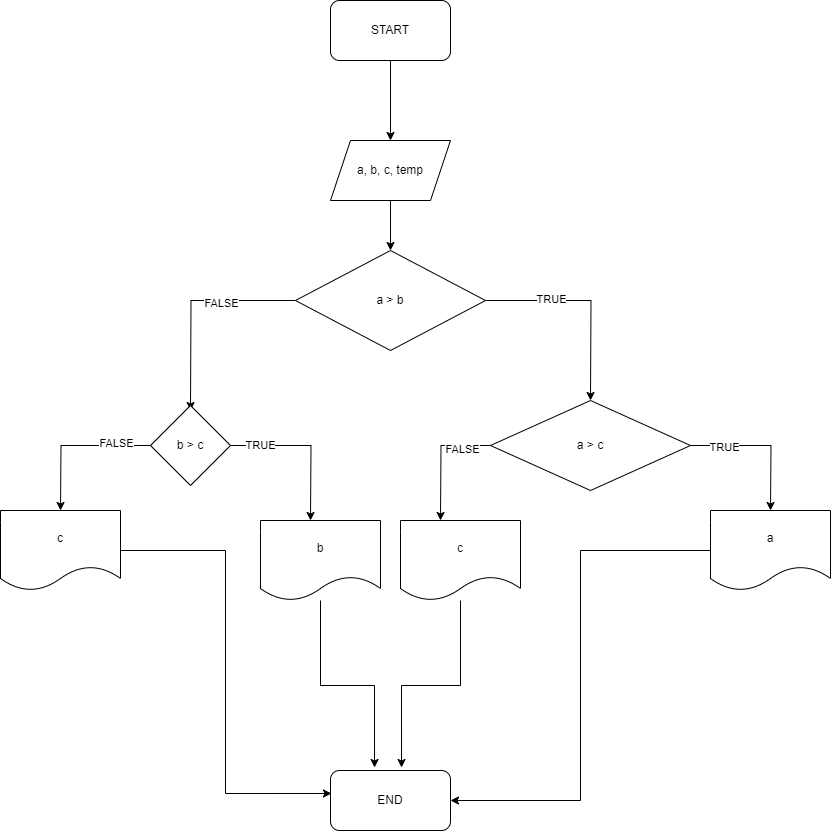 START
a, b, c, temp
a > b
FALSE
TRUE
b > c
a > c
FALSE
TRUE
FALSE
TRUE
c
b
c
a
END